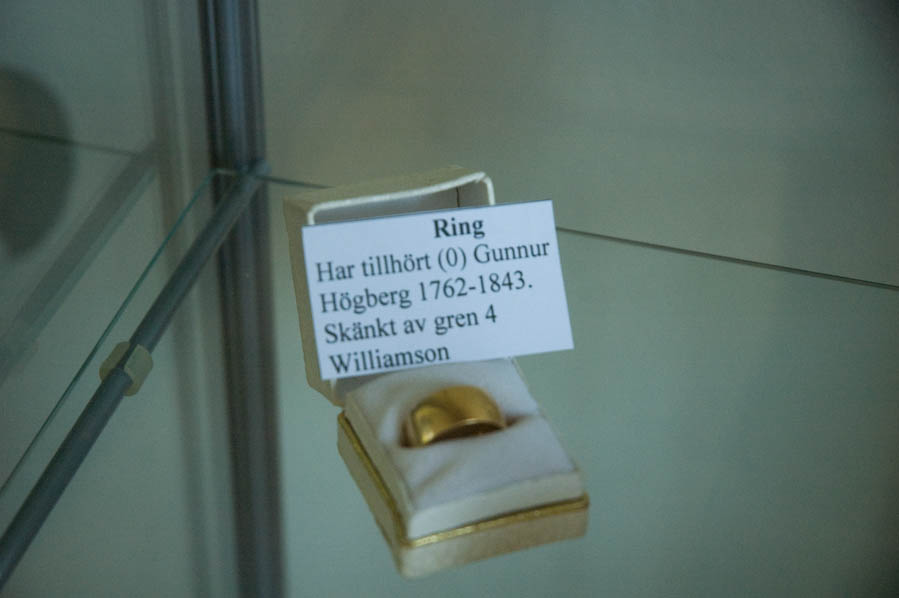 Ring
Har tillhört (0) Gunnur
Högberg 1762-1843.
Skänkt av gren 4
Williamson